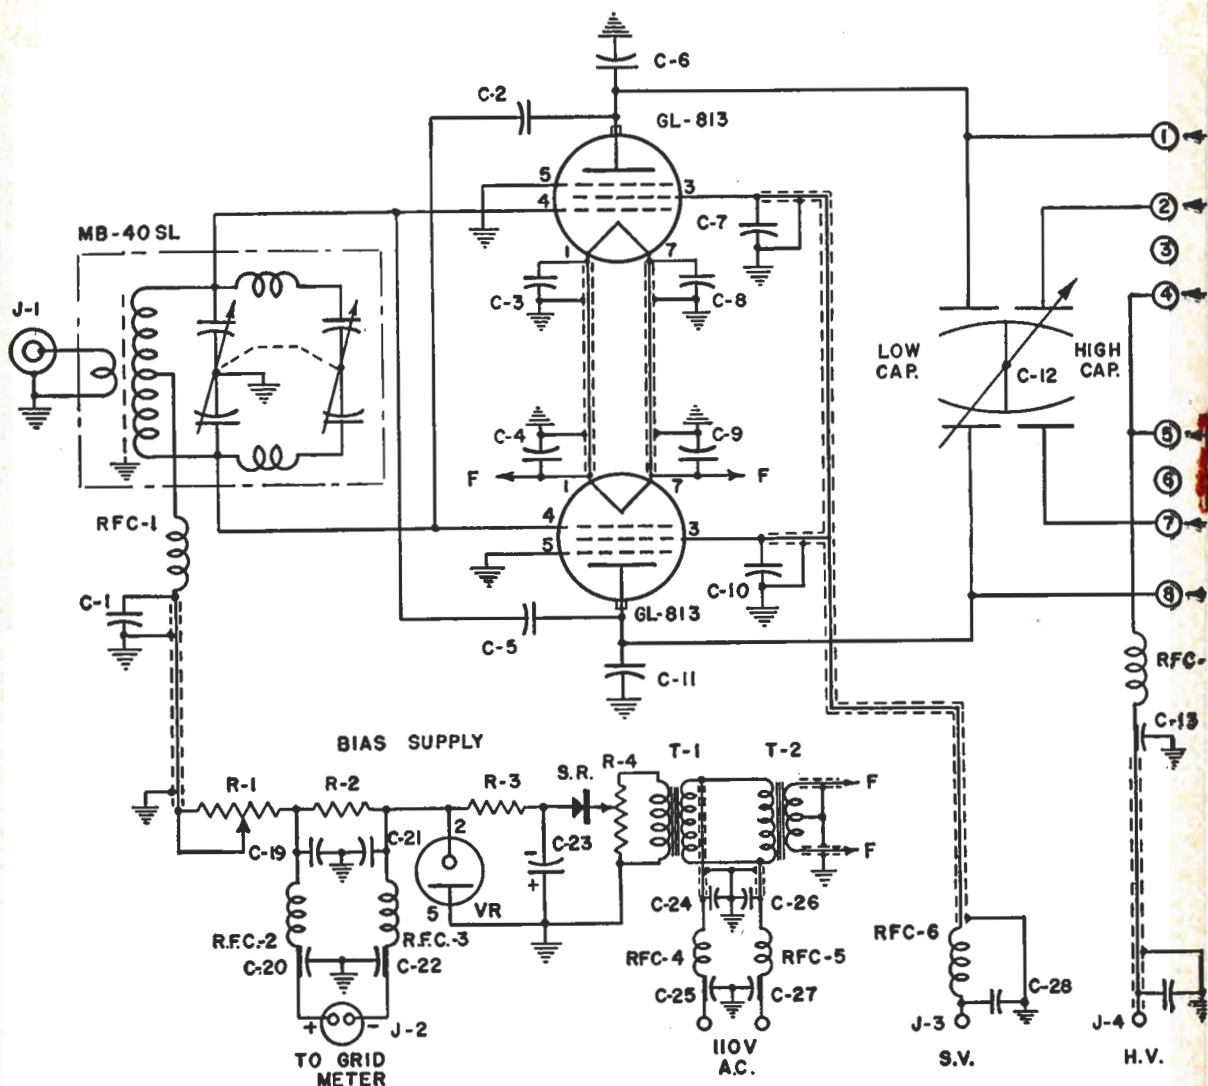 C-6
C-2
GL-813
1
5
3
4
2
C-7
MB-40SL
3
1
7
J-1
C-3
C-8
4
LOW
CAP.
HIGH
CAP.
C-12
C-4
C-9
5
F
1
7
F
6
RFC-1
4
3
7
5
C-1
C-10
8
GL-813
C-5
RFC-
C-11
C-13
BIAS SUPPLY
T-1
T-2
R-1
R-2
R-3
S.R.
R-4
F
C-19
C-21
2
C-23
-
+
F
5
VR
C-24
C-26
R.F.C.-2
R.F.C.-3
RFC-4
RFC-5
RFC-6
C-20
C-22
C-25
C-27
C-28
+
-
J-2
J-3
J-4
TO GRID
METER
110V
A.C.
S.V.
H.V.